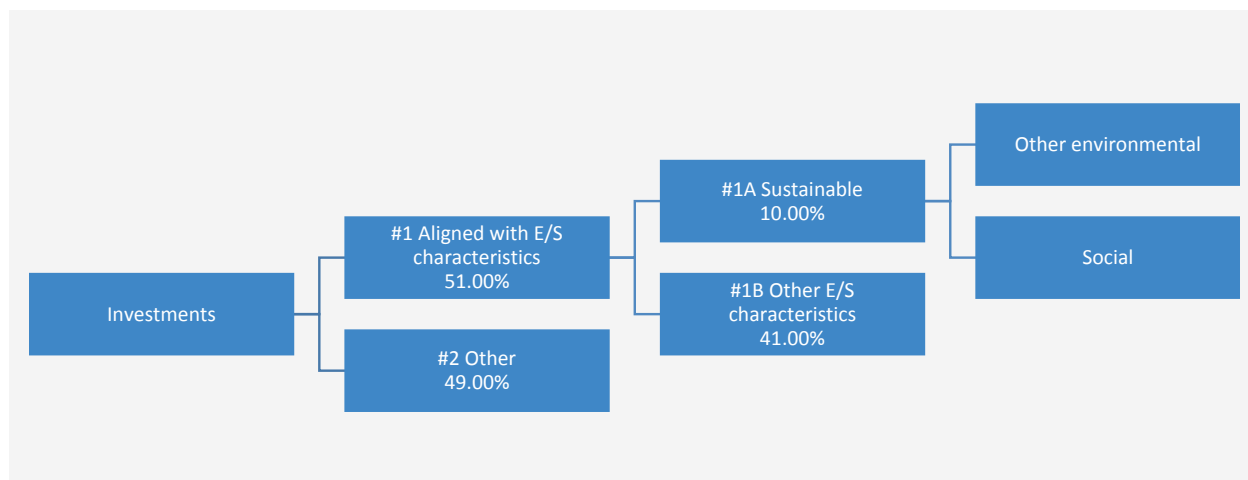 Investments
#1 Aligned with E/S
characteristics
51.00%
#2 Other
49.00%
#1A Sustainable
10.00%
#1B Other E/S
characteristics
41.00%
Other environmental
Social